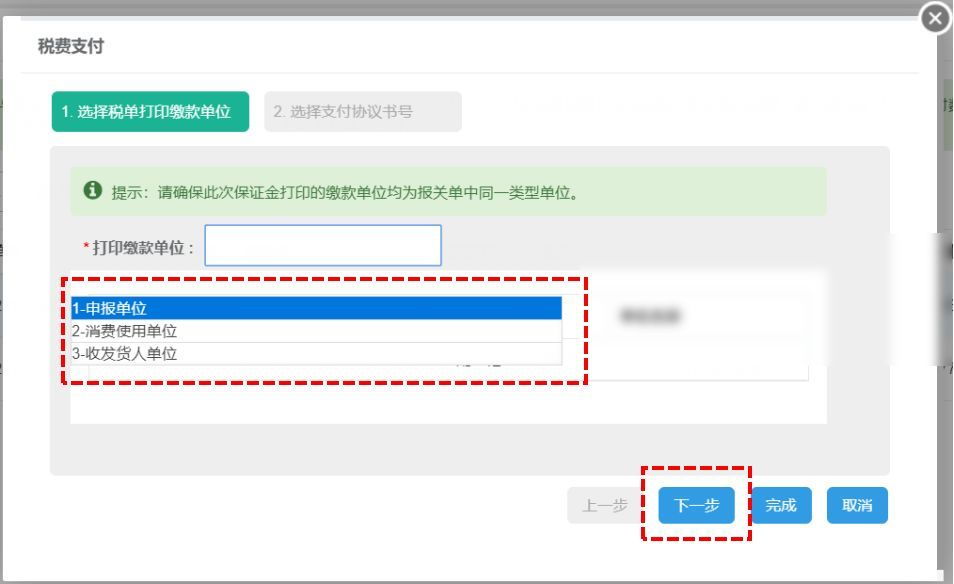 税费支付
1. 选择税单打印缴款单位
2. 选择支付协议书号
提示：请确保此次保证金打印的缴款单位均为报关单中同一类型单位。
*打印缴款单位：
1-申报单位
2-消费使用单位
3-收发货人单位
上一步
下一步
完成
取消